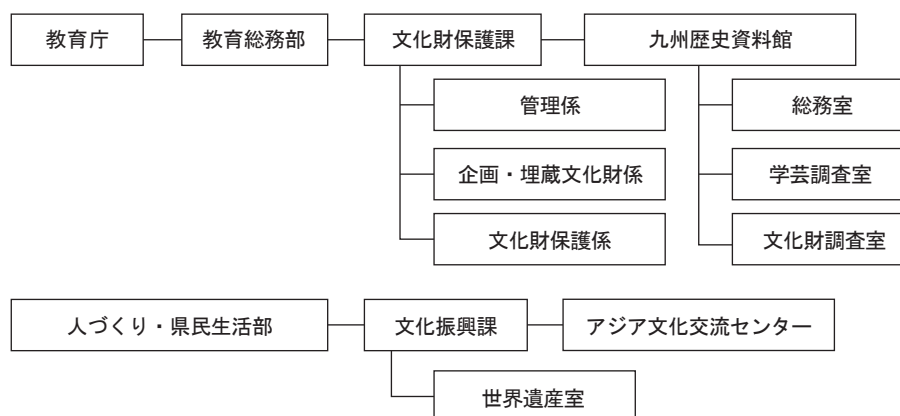 教育庁
教育総務部
文化財保護課
九州歴史資料館
管理係
総務室
企画・埋蔵文化財係
学芸調査室
文化財保護係
文化財調査室
人づくり・県民生活部
文化振興課
アジア文化交流センター
世界遺産室